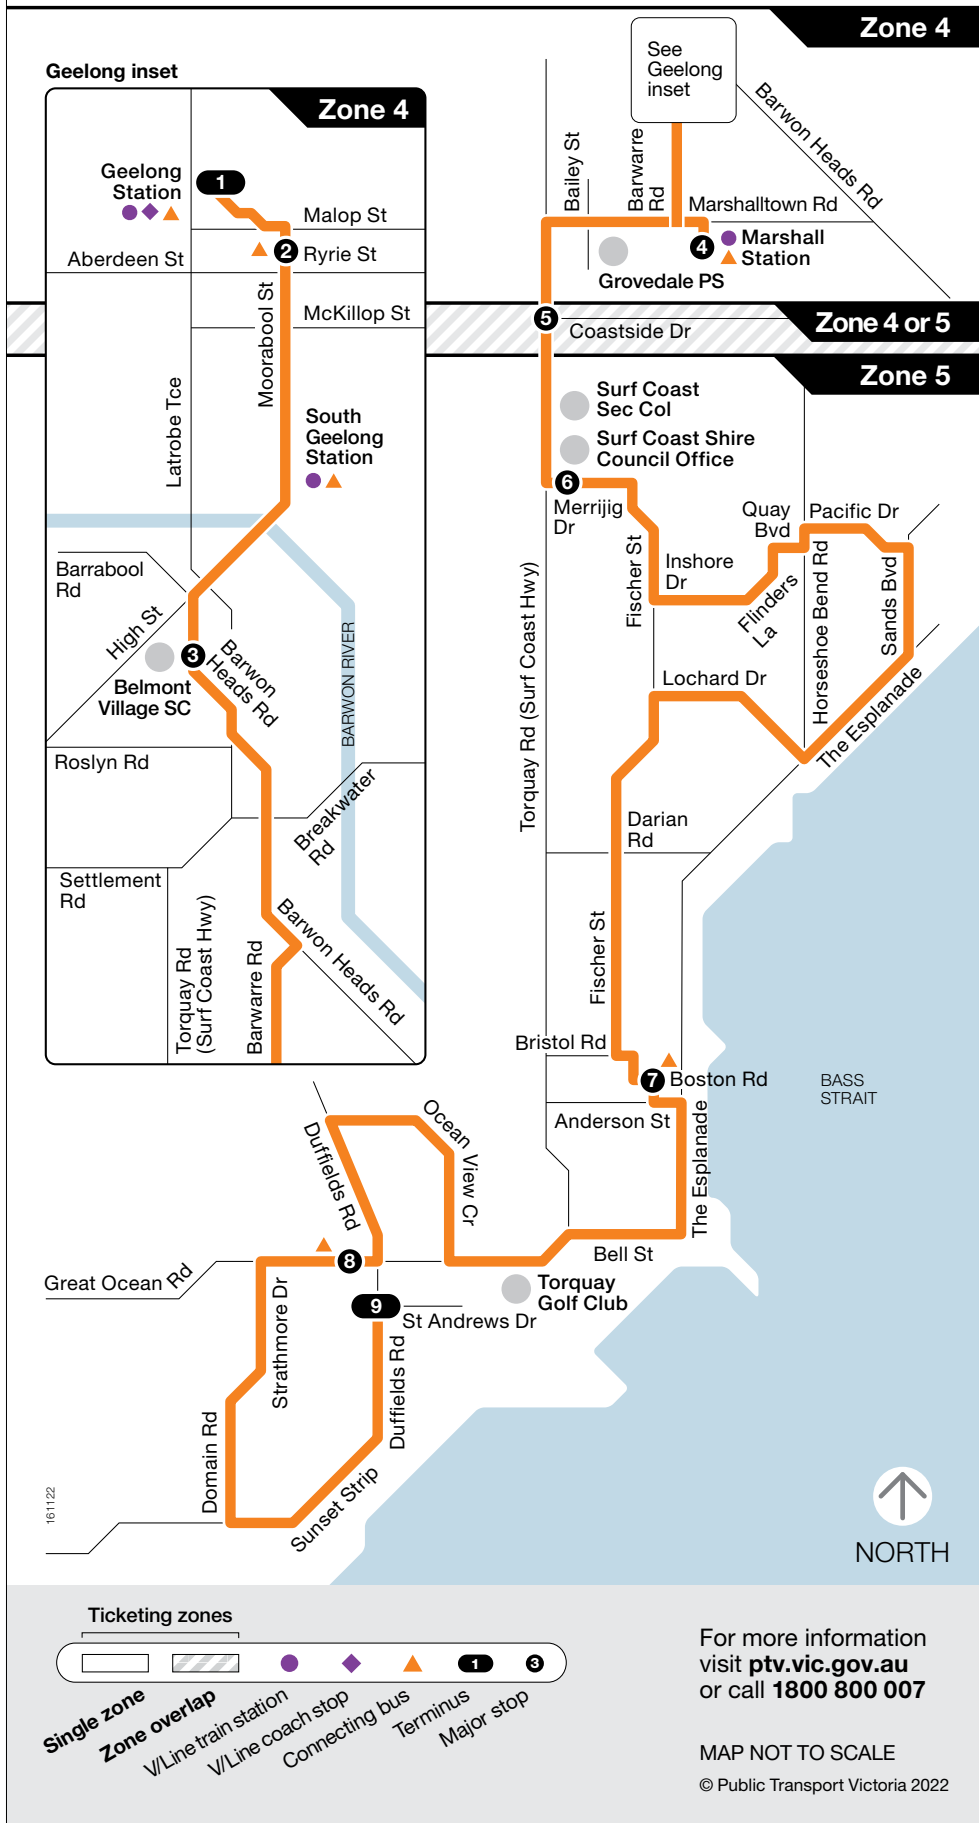 Zone 4
Geelong inset
Zone 4
Geelong
Station
1
Malop St
2
Ryrie St
Aberdeen St
McKillop St
Moorabool St
Latrobe Tce
South
Geelong
Station
Barrabool
Rd
High St
3
Barwon
Heads Rd
Belmont
Village SC
BARWON RIVER
Roslyn Rd
Breakwater
Rd
Settlement
Rd
Torquay Rd
(Surf Coast Hwy)
Barwarre Rd
Barwon Heads Rd
See
Geelong
inset
Barwon Heads Rd
Bailey St
Barwarre
Rd
Marshalltown Rd
4
Marshall
Station
Grovedale PS
5
Coastside Dr
Zone 4 or 5
Zone 5
Surf Coast
Sec Col
Surf Coast Shire
Council Office
6
Merrijig
Dr
Fischer St
Inshore
Dr
Quay
Bvd
Pacific Dr
Flinders
La
Horseshoe Bend Rd
Sands Bvd
Torquay Rd (Surf Coast Hwy)
Lochard Dr
The Esplanade
Darian
Rd
Fischer St
Bristol Rd
7
Boston Rd
BASS
STRAIT
Anderson St
The Esplanade
Ocean
View Cr
Duffields Rd
8
Bell St
Great Ocean Rd
Strathmore Dr
9
St Andrews Dr
Torquay
Golf Club
Duffields Rd
Domain Rd
Sunset Strip
161122
NORTH
Ticketing zones
1
3
Single zone
Zone overlap
V/Line train station
V/Line coach stop
Connecting bus
Terminus
Major stop
For more information
visit ptv.vic.gov.au
or call 1800 800 007
MAP NOT TO SCALE
© Public Transport Victoria 2022